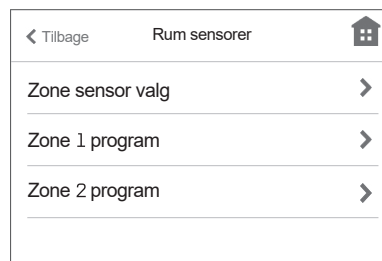 Tilbage Rum sensorer
Zone sensor valg
Zone 1 program
Zone 2 program